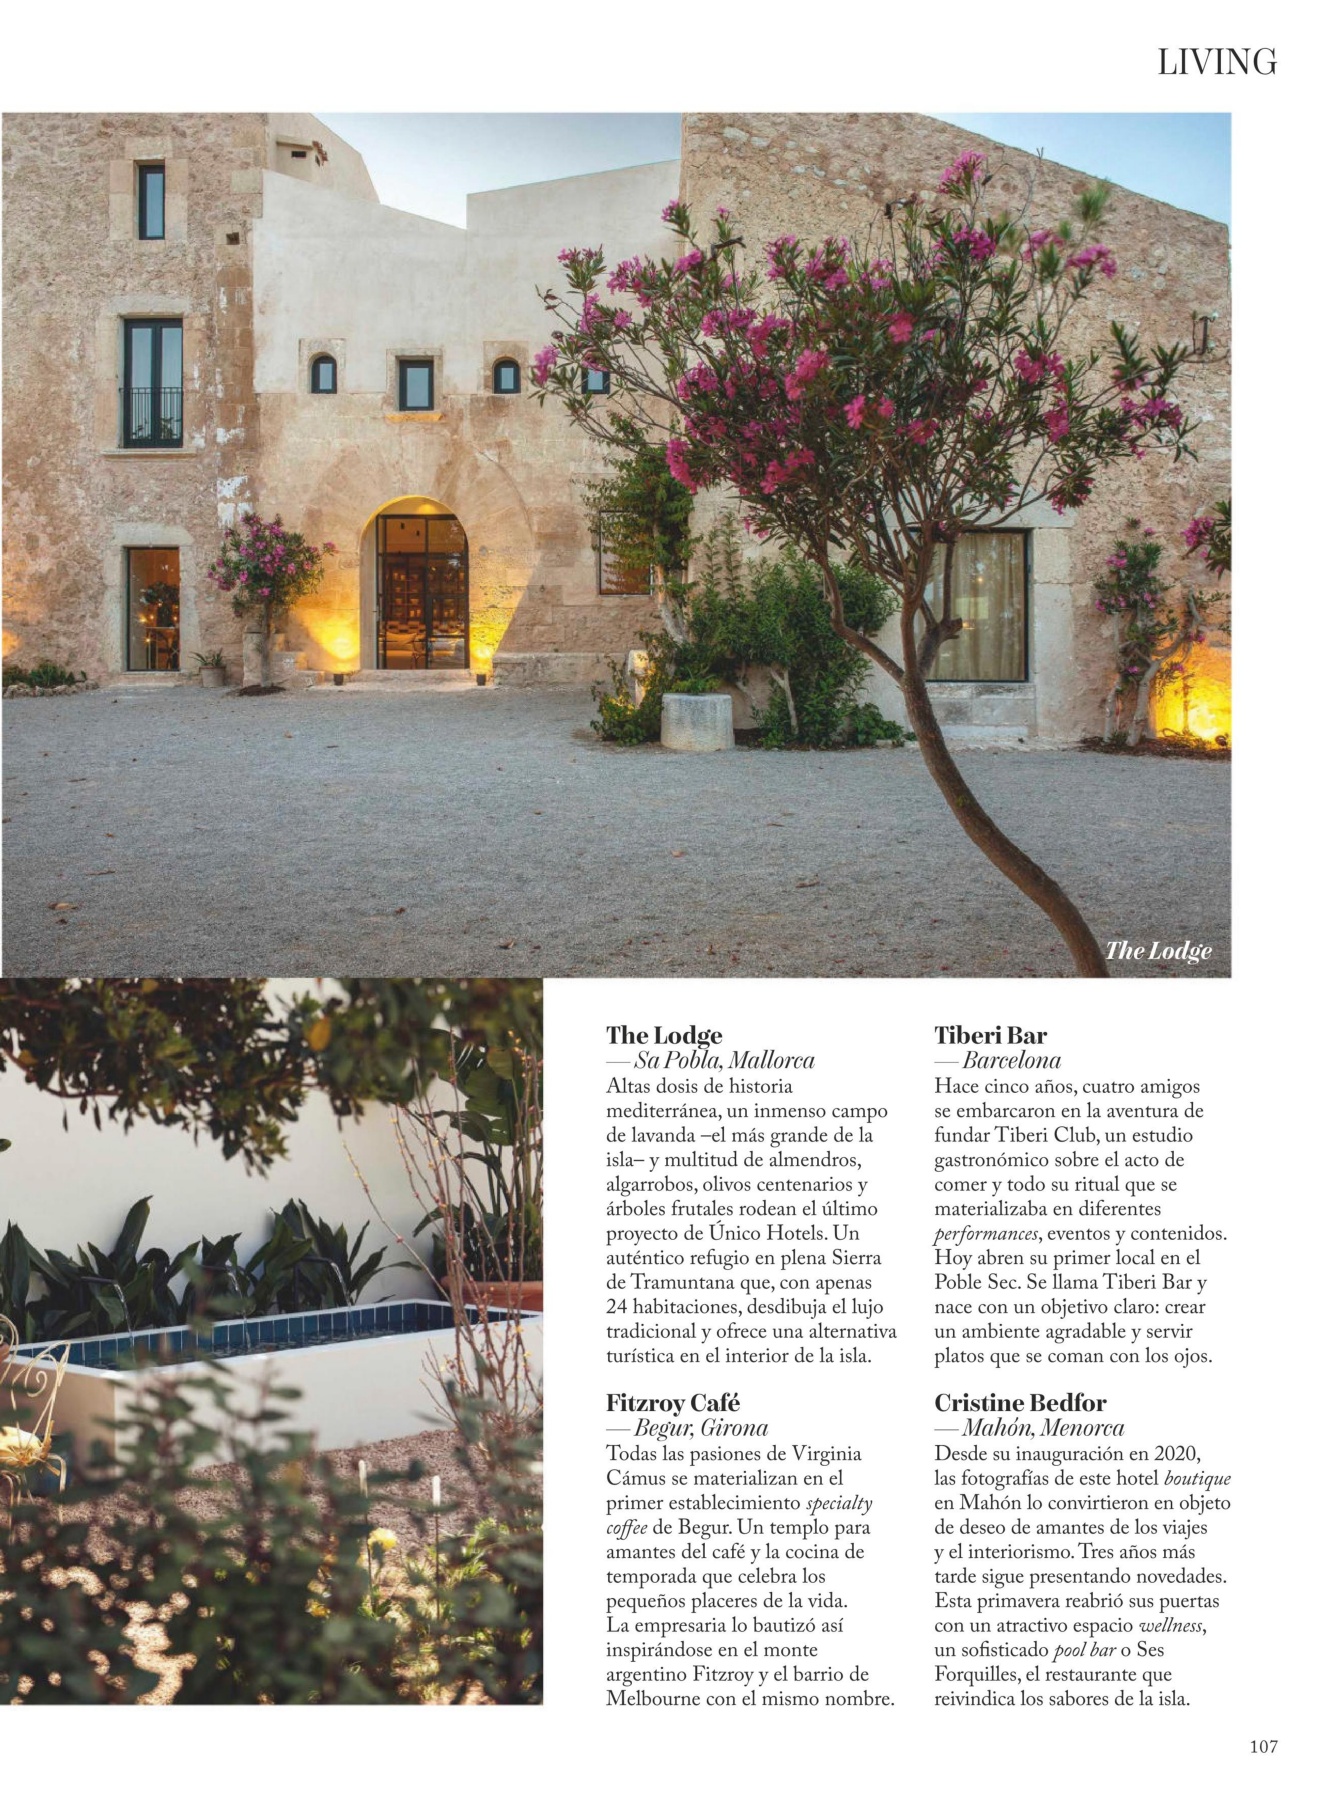 LIVING
The Lodge
The Lodge
— Sa Pobla, Mallorca
Altas dosis de historia
mediterránea, un inmenso campo
de lavanda –el más grande de la
isla– y multitud de almendros,
algarrobos, olivos centenarios y
árboles frutales rodean el último
proyecto de Único Hotels. Un
auténtico refugio en plena Sierra
de Tramuntana que, con apenas
24 habitaciones, desdibuja el lujo
tradicional y ofrece una alternativa
turística en el interior de la isla.
Fitzroy Café
— Begur, Girona
Todas las pasiones de Virginia
Cámus se materializan en el
primer establecimiento specialty
coffee de Begur. Un templo para
amantes del café y la cocina de
temporada que celebra los
pequeños placeres de la vida.
La empresaria lo bautizó así
inspirándose en el monte
argentino Fitzroy y el barrio de
Melbourne con el mismo nombre.
Tiberi Bar
— Barcelona
Hace cinco años, cuatro amigos
se embarcaron en la aventura de
fundar Tiberi Club, un estudio
gastronómico sobre el acto de
comer y todo su ritual que se
materializaba en diferentes
performances, eventos y contenidos.
Hoy abren su primer local en el
Poble Sec. Se llama Tiberi Bar y
nace con un objetivo claro: crear
un ambiente agradable y servir
platos que se coman con los ojos.
Cristine Bedfor
— Mahón, Menorca
Desde su inauguración en 2020,
las fotografías de este hotel boutique
en Mahón lo convirtieron en objeto
de deseo de amantes de los viajes
y el interiorismo. Tres años más
tarde sigue presentando novedades.
Esta primavera reabrió sus puertas
con un atractivo espacio wellness,
un sofisticado pool bar o Ses
Forquilles, el restaurante que
reivindica los sabores de la isla.
107